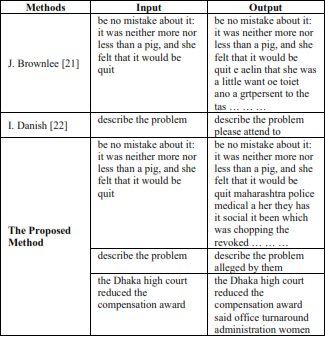 Methods Input Output
J. Brownlee [21]
be no mistake about it:
it was neither more nor
less than a pig, and she
felt that it would be
quit
be no mistake about it:
it was neither more nor
less than a pig, and she
felt that it would be
quit e aelin that she was
a little want oe toiet
ano a grtpersent to the
tas … … …
I. Danish [22]
describe the problem
describe the problem
please attend to
The Proposed
Method
be no mistake about it:
it was neither more nor
less than a pig, and she
felt that it would be
quit
be no mistake about it:
it was neither more nor
less than a pig, and she
felt that it would be
quit maharashtra police
medical a her they has
it social it been which
was chopping the
revoked … … …
describe the problem
describe the problem
alleged by them
the Dhaka high court
reduced the
compensation award
the Dhaka high court
reduced the
compensation award
said office turnaround
administration women